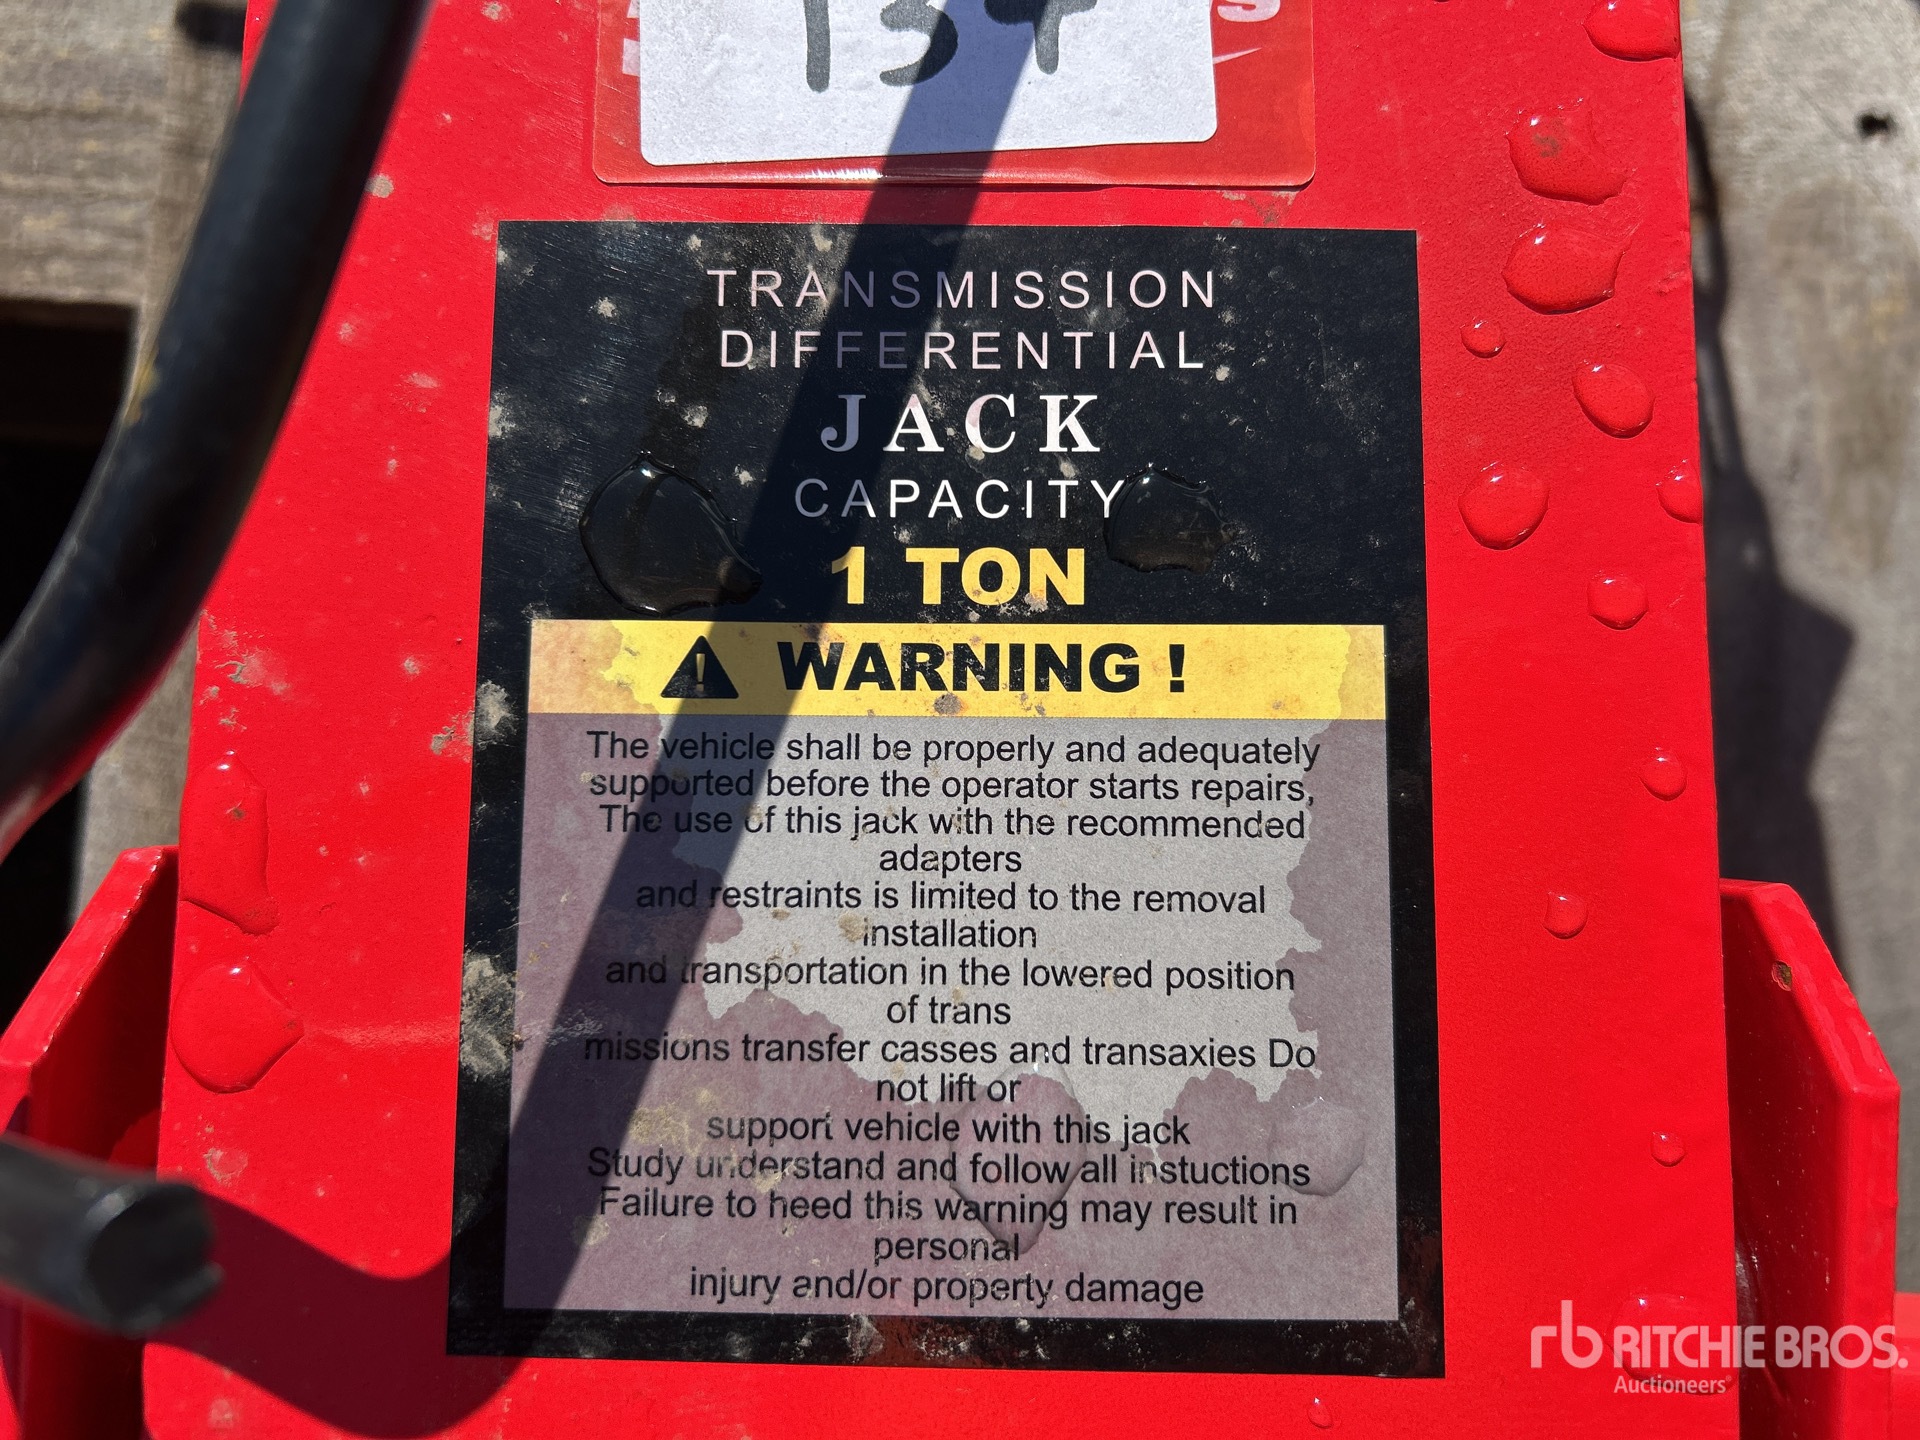 TRANSMISSION
DIFFERENTIAL
JACK
CAPACITY
1 TON
WARNING !
The vehicle shall be properly and adequately
supported before the operator starts repairs,
The use of this jack with the recommended
adapters
and restraints is limited to the removal
installation
and transportation in the lowered position
of trans
missions transfer casses and transaxies Do
not lift or
support vehicle with this jack
Study understand and follow all instuctions
Failure to heed this warning may result in
personal
injury and/or property damage
rb RITCHIE BROS.
Auctioneers